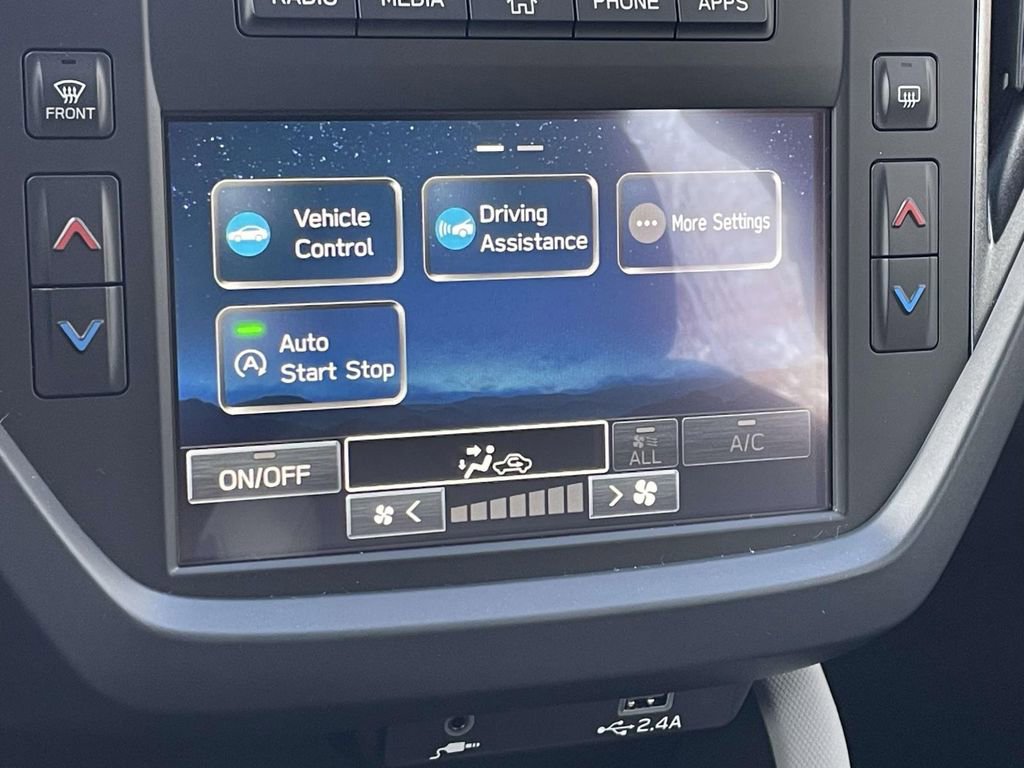 RADIO
MEDIA
PHONE
APPS
FRONT
Vehicle
Control
Driving
Assistance
More Settings
A
Auto
Start Stop
ON/OFF
ALL
A/C
2.4A